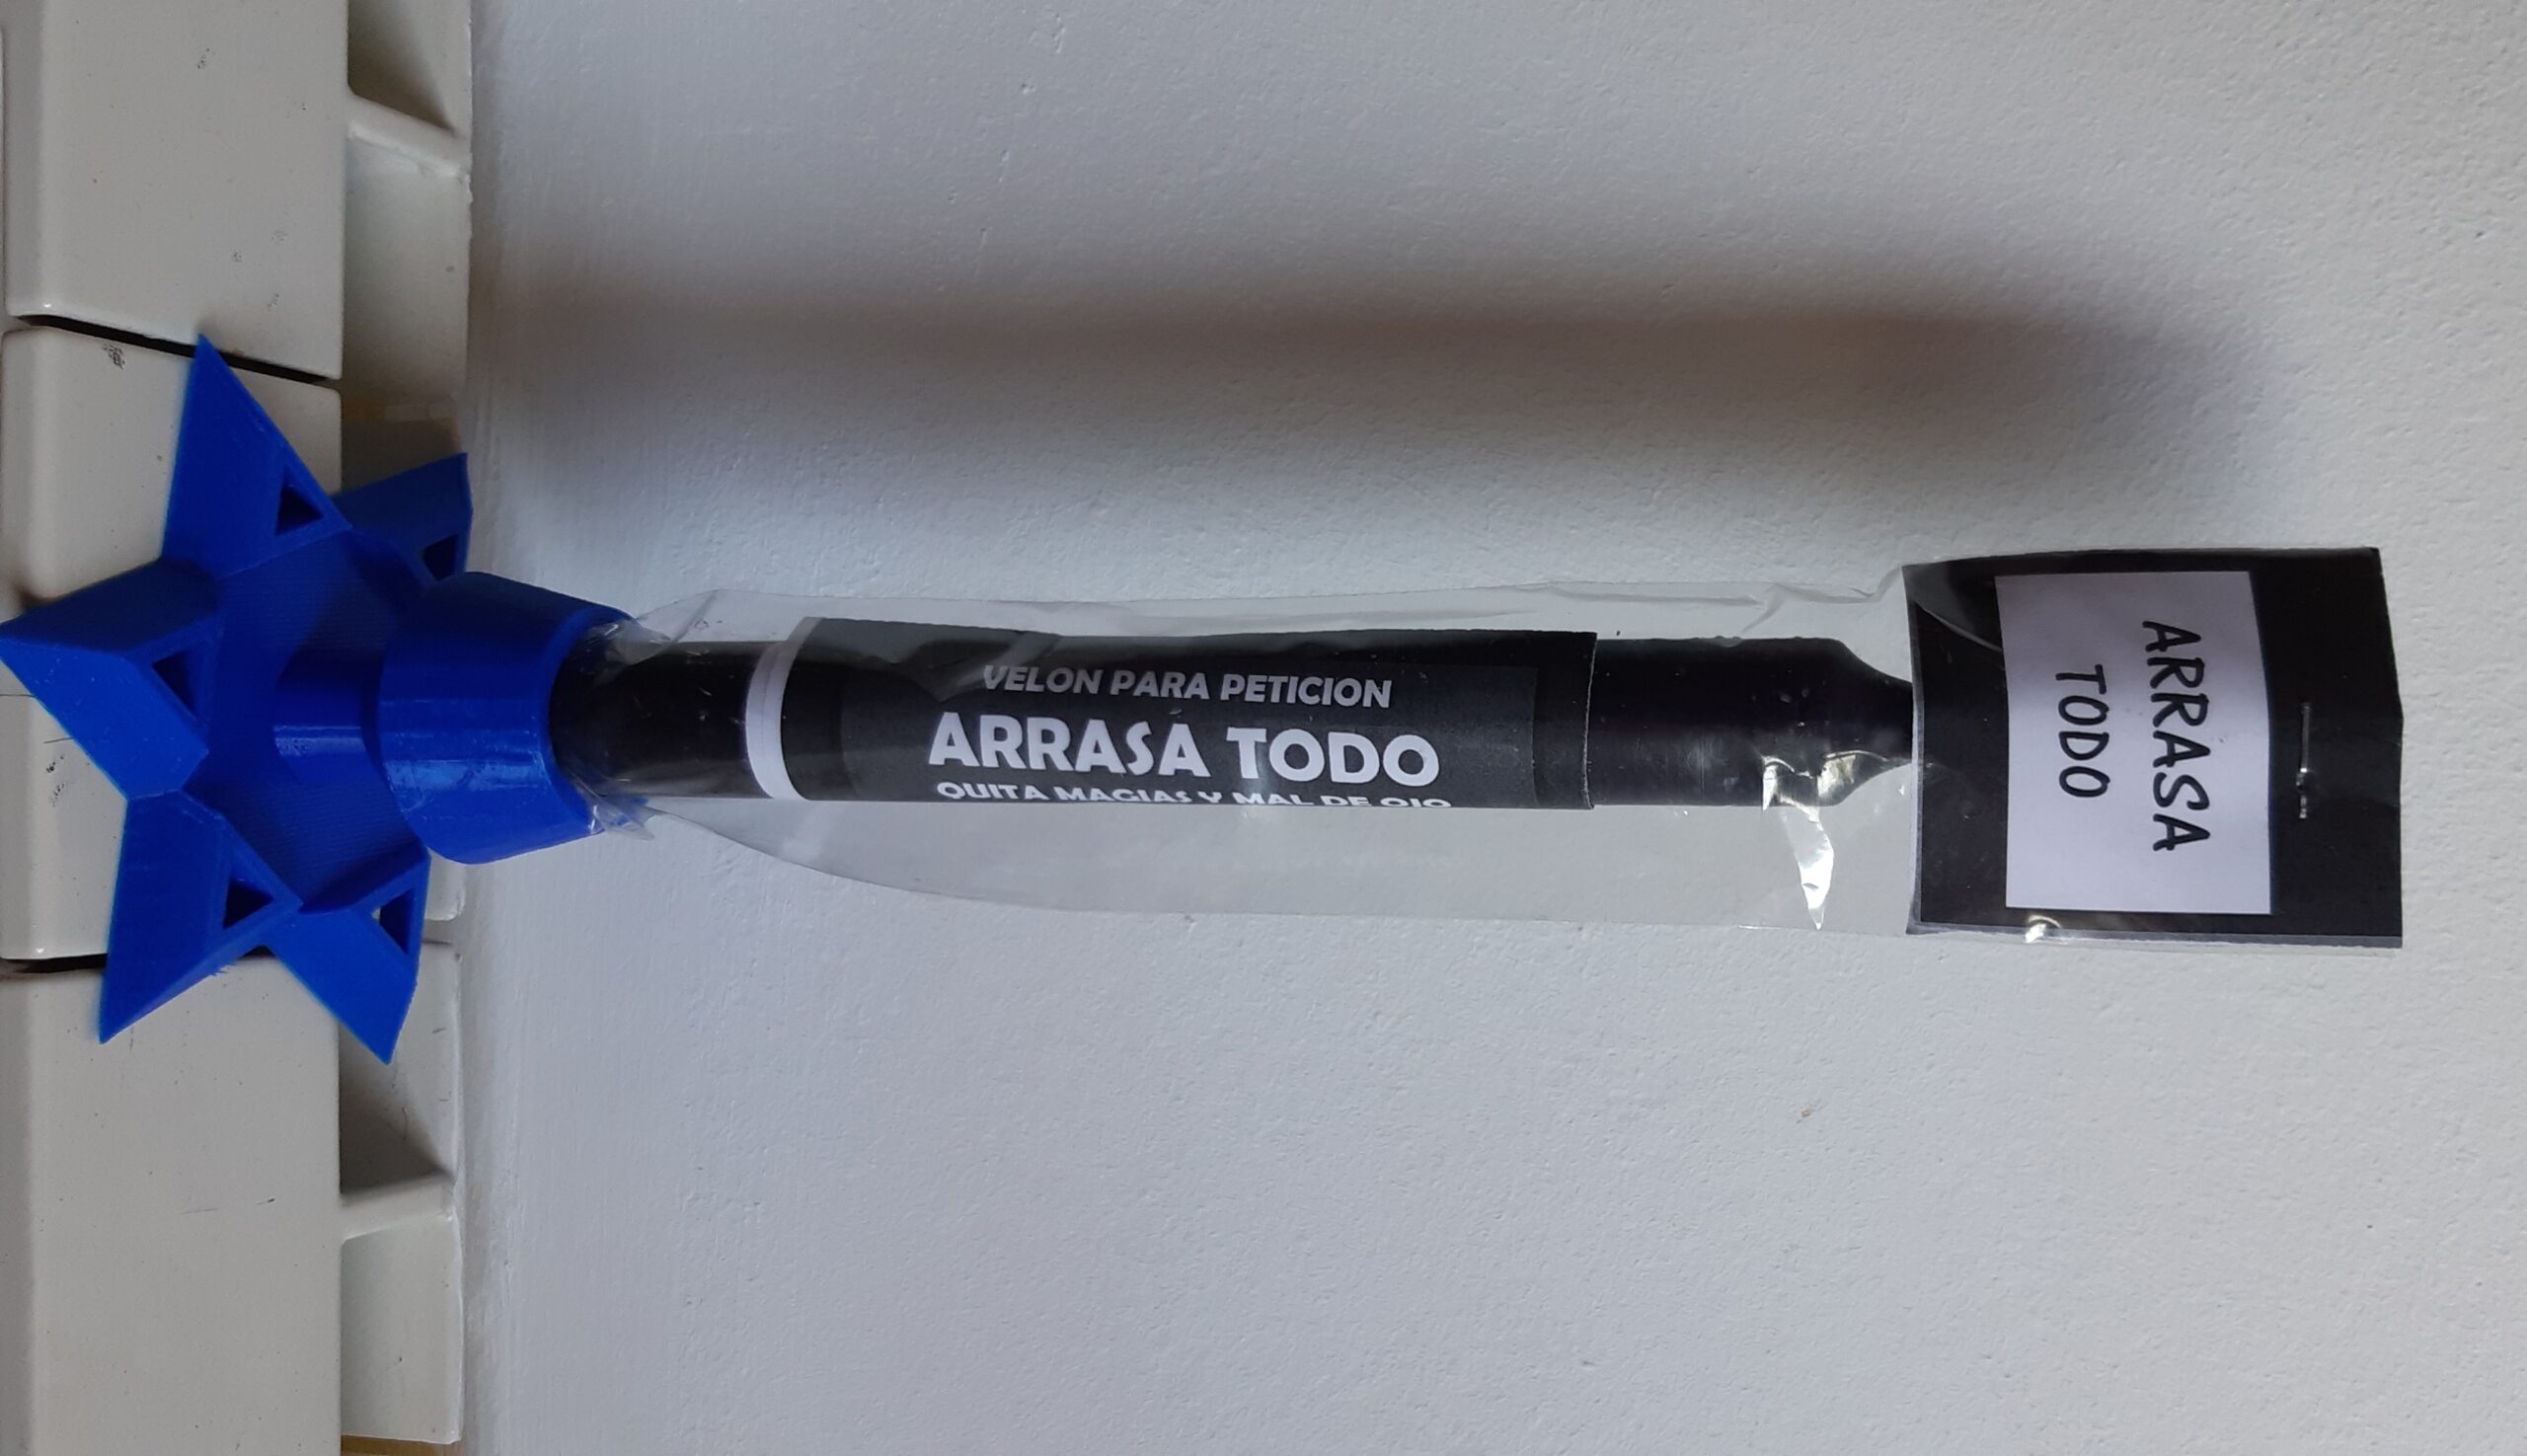 VELON PARA PETICION
ARRASA TODO
QUITA MAGIAS Y MAL DE OJO
ARRASA
TODO